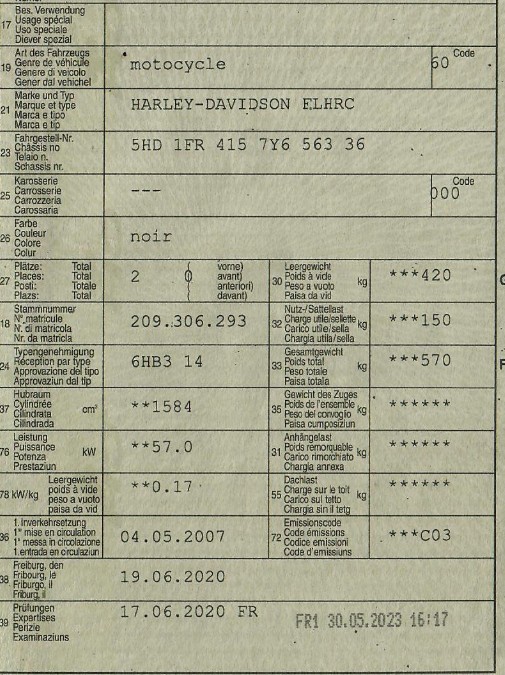 17 Bes. Verwendung
Usage spécial
Uso speciale
Diever spezial
19 Art des Fahrzeugs
Genre de véhicule
Genere di veicolo
Gener dal vehichel
motocycle
Code
60
21 Marke und Typ
Marque et type
Marca e tipo
Marca e tip
HARLEY-DAVIDSON FLHRC
23 Fahrgestell-Nr.
Châssis no
Telaio n.
Schassis nr.
5HD 1FR 415 7Y6 563 36
25 Karosserie
Carrosserie
Carrozzeria
Carossaria
---
Code
000
26 Farbe
Couleur
Colore
Colur
noir
27 Plätze: Total
Places: Total
Posti: Totale
Plazs: Total
2 ( 0 vorne)
avant)
anteriori)
davant)
30 Leergewicht
Poids à vide
Peso a vuoto
Paisa da vid
kg
***420
18 Stammnummer
N° matricule
N. di matricola
Nr. da matricla
209.306.293
32 Nutz-/Sattellast
Charge utile/sellette
Carico utile/sella
Chargia utila/sella
kg
***150
24 Typengenehmigung
Réception par type
Approvazione del tipo
Approvaziun dal tip
6HB3 14
33 Gesamtgewicht
Poids total
Peso totale
Paisa totala
kg
***570
37 Hubraum
Cylindrée
Cilindrata
Cilindrada
cm³
**1584
35 Gewicht des Zuges
Poids de l'ensemble
Peso del convoglio
Paisa cumposiziun
kg
******
76 Leistung
Puissance
Potenza
Prestaziun
kW
**57.0
31 Anhängelast
Poids remorquable
Carico rimorchiato
Chargia annexa
kg
******
78 kW/kg Leergewicht
poids à vide
peso a vuoto
paisa da vid
**0.17
55 Dachlast
Charge sur le toit
Carico sul tetto
Chargia sin il tetg
kg
******
36 1. Inverkehrsetzung
1re mise en circulation
1a messa in circolazione
1. entrada en circulaziun
04.05.2007
72 Emissionscode
Code émissions
Codice emissioni
Code d'emissiuns
***C03
38 Freiburg, den
Fribourg, le
Friburgo, il
Friburg, il
19.06.2020
39 Prüfungen
Expertises
Perizie
Examinaziuns
17.06.2020 FR
FR1 30.05.2023 16:17